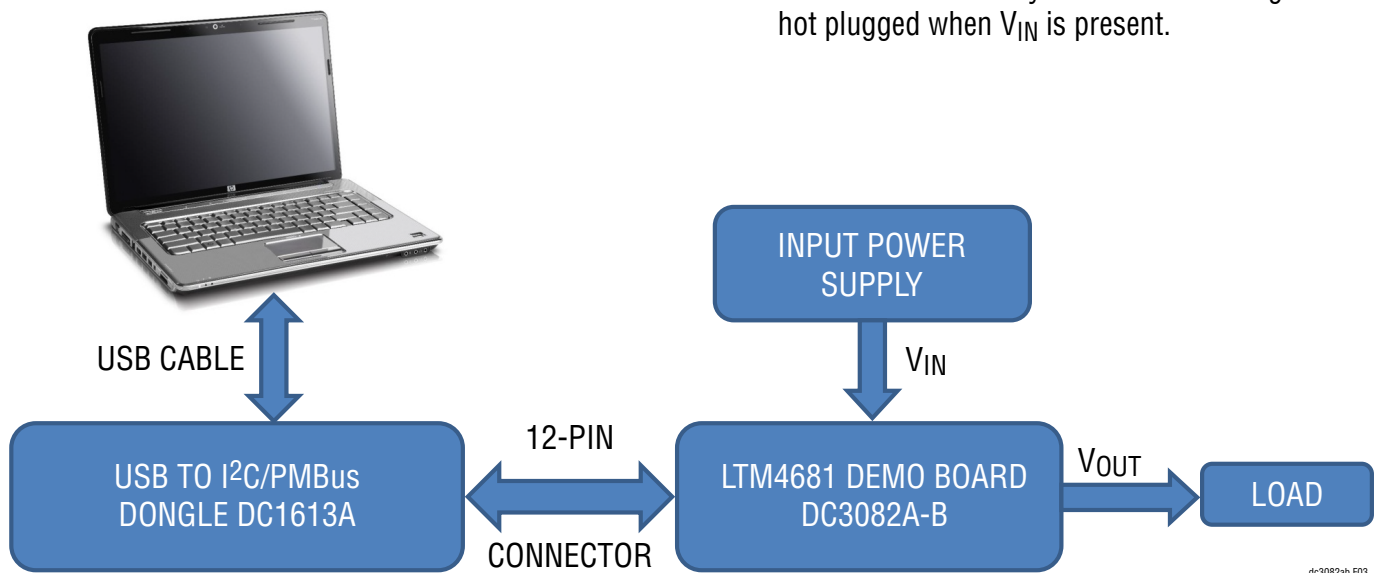 hot plugged when VIN is present.
INPUT POWER
SUPPLY
USB CABLE
VIN
12-PIN
USB TO I2C/PMBus
DONGLE DC1613A
LTM4681 DEMO BOARD
DC3082A-B
VOUT
LOAD
CONNECTOR